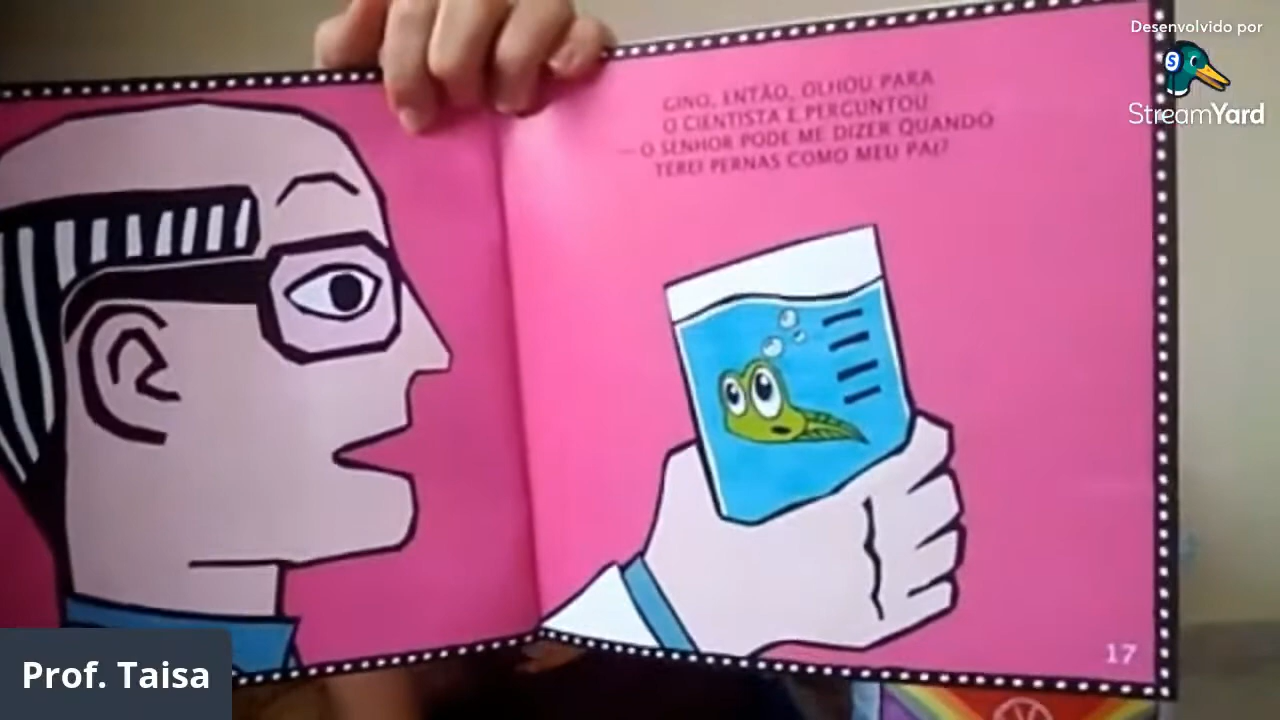 Desenvolvido por
StreamYard
GINO, ENTÃO, OLHOU PARA
O CIENTISTA E PERGUNTOU
— O SENHOR PODE ME DIZER QUANDO
TEREI PERNAS COMO MEU PAI?
17
Prof. Taisa